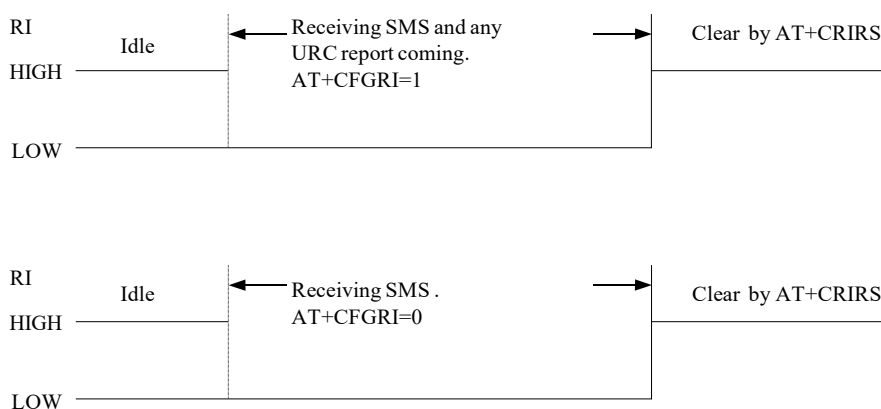 RI
Idle
Receiving SMS and any
URC report coming.
AT+CFGRI=1
Clear by AT+CRIRS
HIGH
LOW
RI
Idle
Receiving SMS .
AT+CFGRI=0
Clear by AT+CRIRS
HIGH
LOW